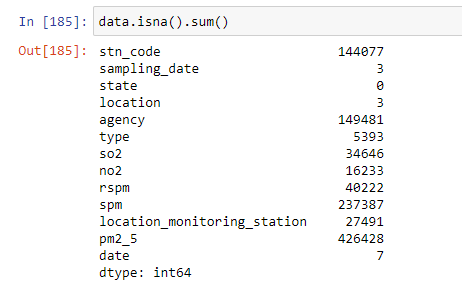 In [185]: data.isna().sum()
Out[185]: stn_code 144077
sampling_date 3
state 0
location 3
agency 149481
type 5393
so2 34646
no2 16233
rspm 40222
spm 237387
location_monitoring_station 27491
pm2_5 426428
date 7
dtype: int64